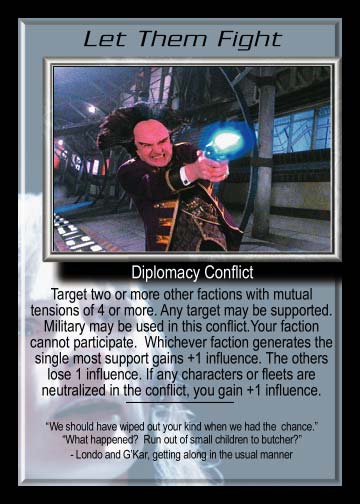 Let Them Fight
Diplomacy Conflict
Target two or more other factions with mutual
tensions of 4 or more. Any target may be supported.
Military may be used in this conflict.Your faction
cannot participate.  Whichever faction generates the
single most support gains +1 influence. The others
lose 1 influence. If any characters or fleets are
neutralized in the conflict, you gain +1 influence.
“We should have wiped out your kind when we had the  chance.”
“What happened?  Run out of small children to butcher?”
- Londo and G'Kar, getting along in the usual manner